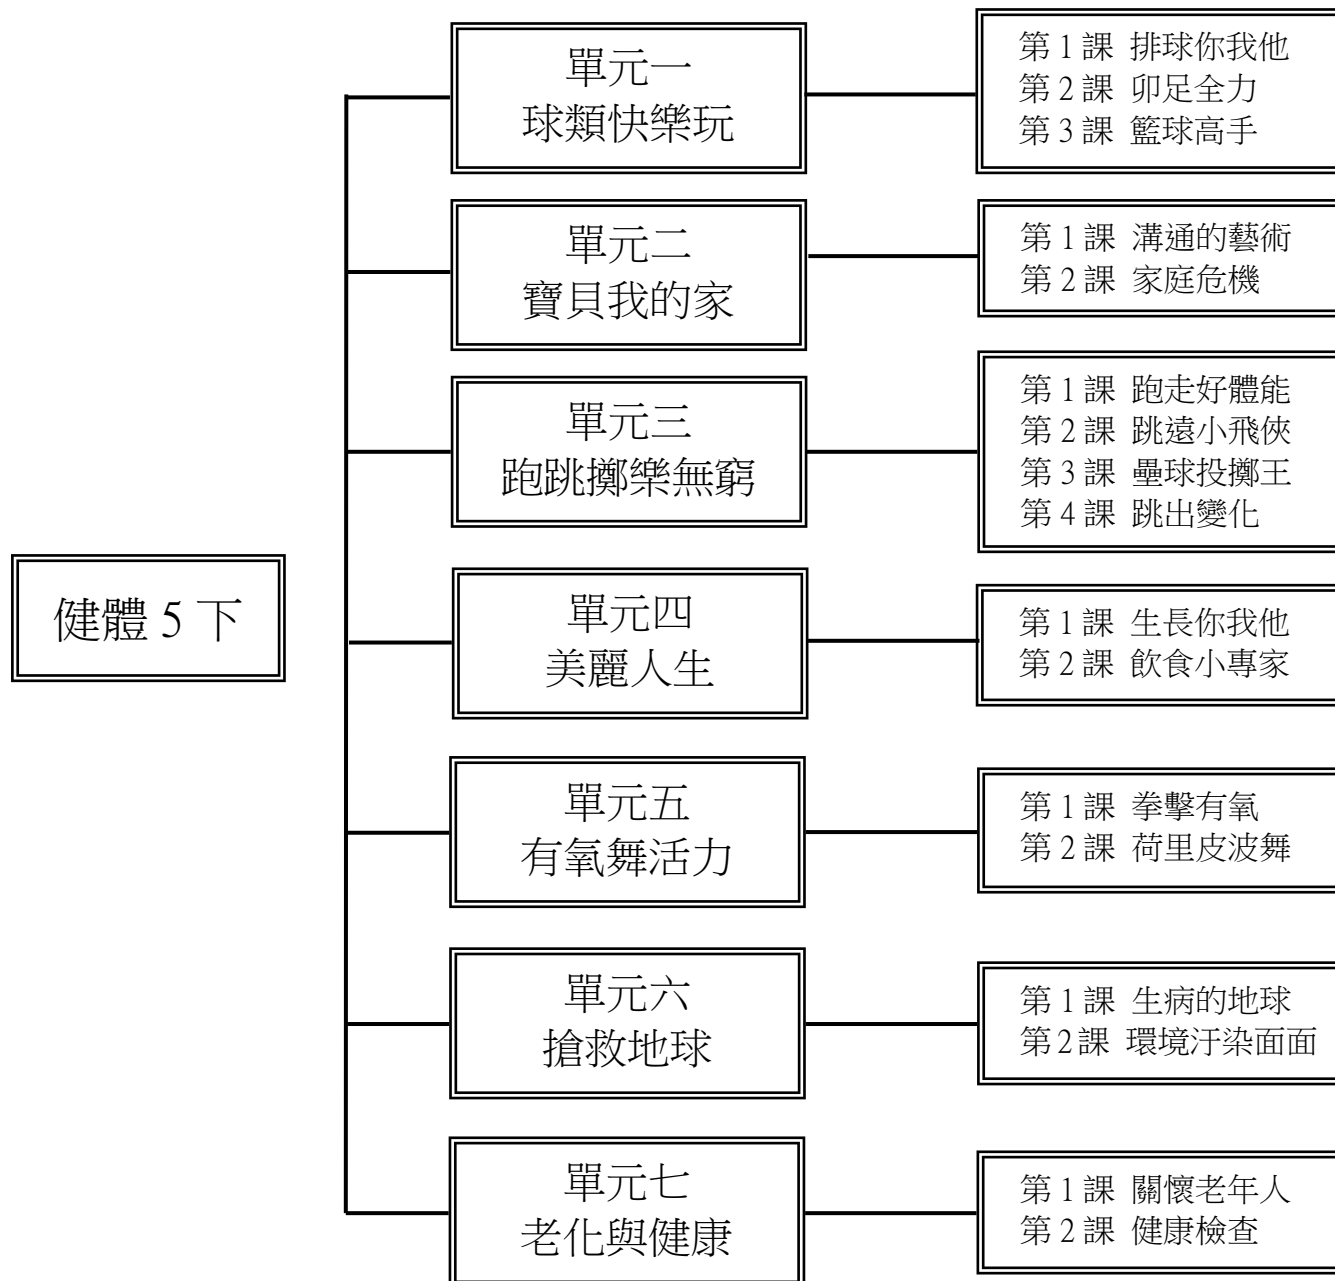 健體 5 下
單元一
球類快樂玩
第 1 課 排球你我他
第 2 課 卯足全力
第 3 課 籃球高手
單元二
寶貝我的家
第 1 課 溝通的藝術
第 2 課 家庭危機
單元三
跑跳擲樂無窮
第 1 課 跑走好體能
第 2 課 跳遠小飛俠
第 3 課 壘球投擲王
第 4 課 跳出變化
單元四
美麗人生
第 1 課 生長你我他
第 2 課 飲食小專家
單元五
有氧舞活力
第 1 課 拳擊有氧
第 2 課 荷里皮波舞
單元六
搶救地球
第 1 課 生病的地球
第 2 課 環境汙染面面
單元七
老化與健康
第 1 課 關懷老年人
第 2 課 健康檢查